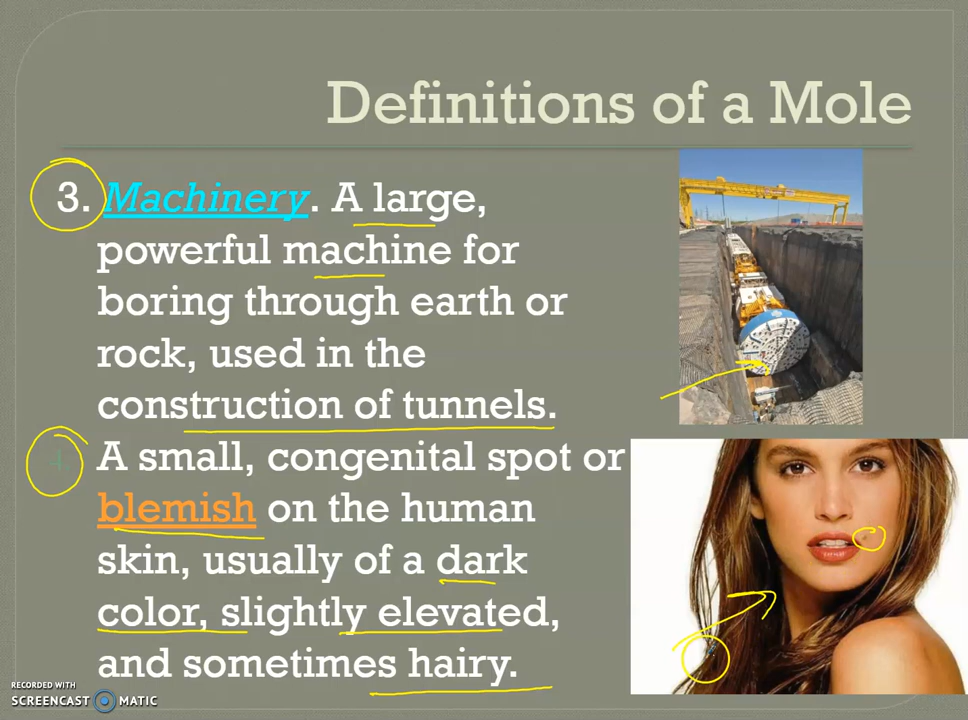 Definitions of a Mole
3. Machinery. A large,
powerful machine for
boring through earth or
rock, used in the
construction of tunnels.
4. A small, congenital spot or
blemish on the human
skin, usually of a dark
color, slightly elevated,
and sometimes hairy.
RECORDED WITH
SCREENCAST MATIC